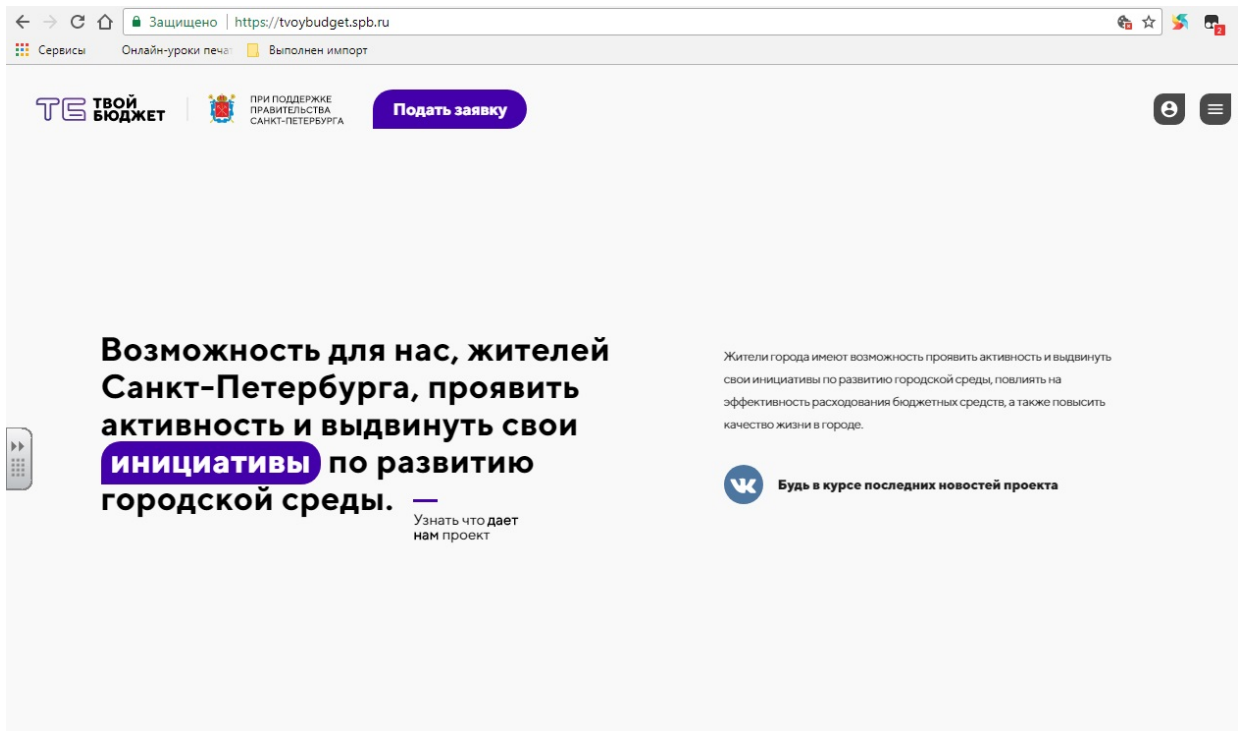 Защищено | https://tvoybudget.spb.ru
Сервисы Онлайн-уроки печа Выполнен импорт
ТБ ТВОЙ
БЮДЖЕТ
ПРИ ПОДДЕРЖКЕ
ПРАВИТЕЛЬСТВА
САНКТ-ПЕТЕРБУРГА
Подать заявку
2
Возможность для нас, жителей
Санкт-Петербурга, проявить
активность и выдвинуть свои
инициативы по развитию
городской среды.
Узнать что дает
нам проект
Жители города имеют возможность проявить активность и выдвинуть
свои инициативы по развитию городской среды, повлиять на
эффективность расходования бюджетных средств, а также повысить
качество жизни в городе.
Будь в курсе последних новостей проекта